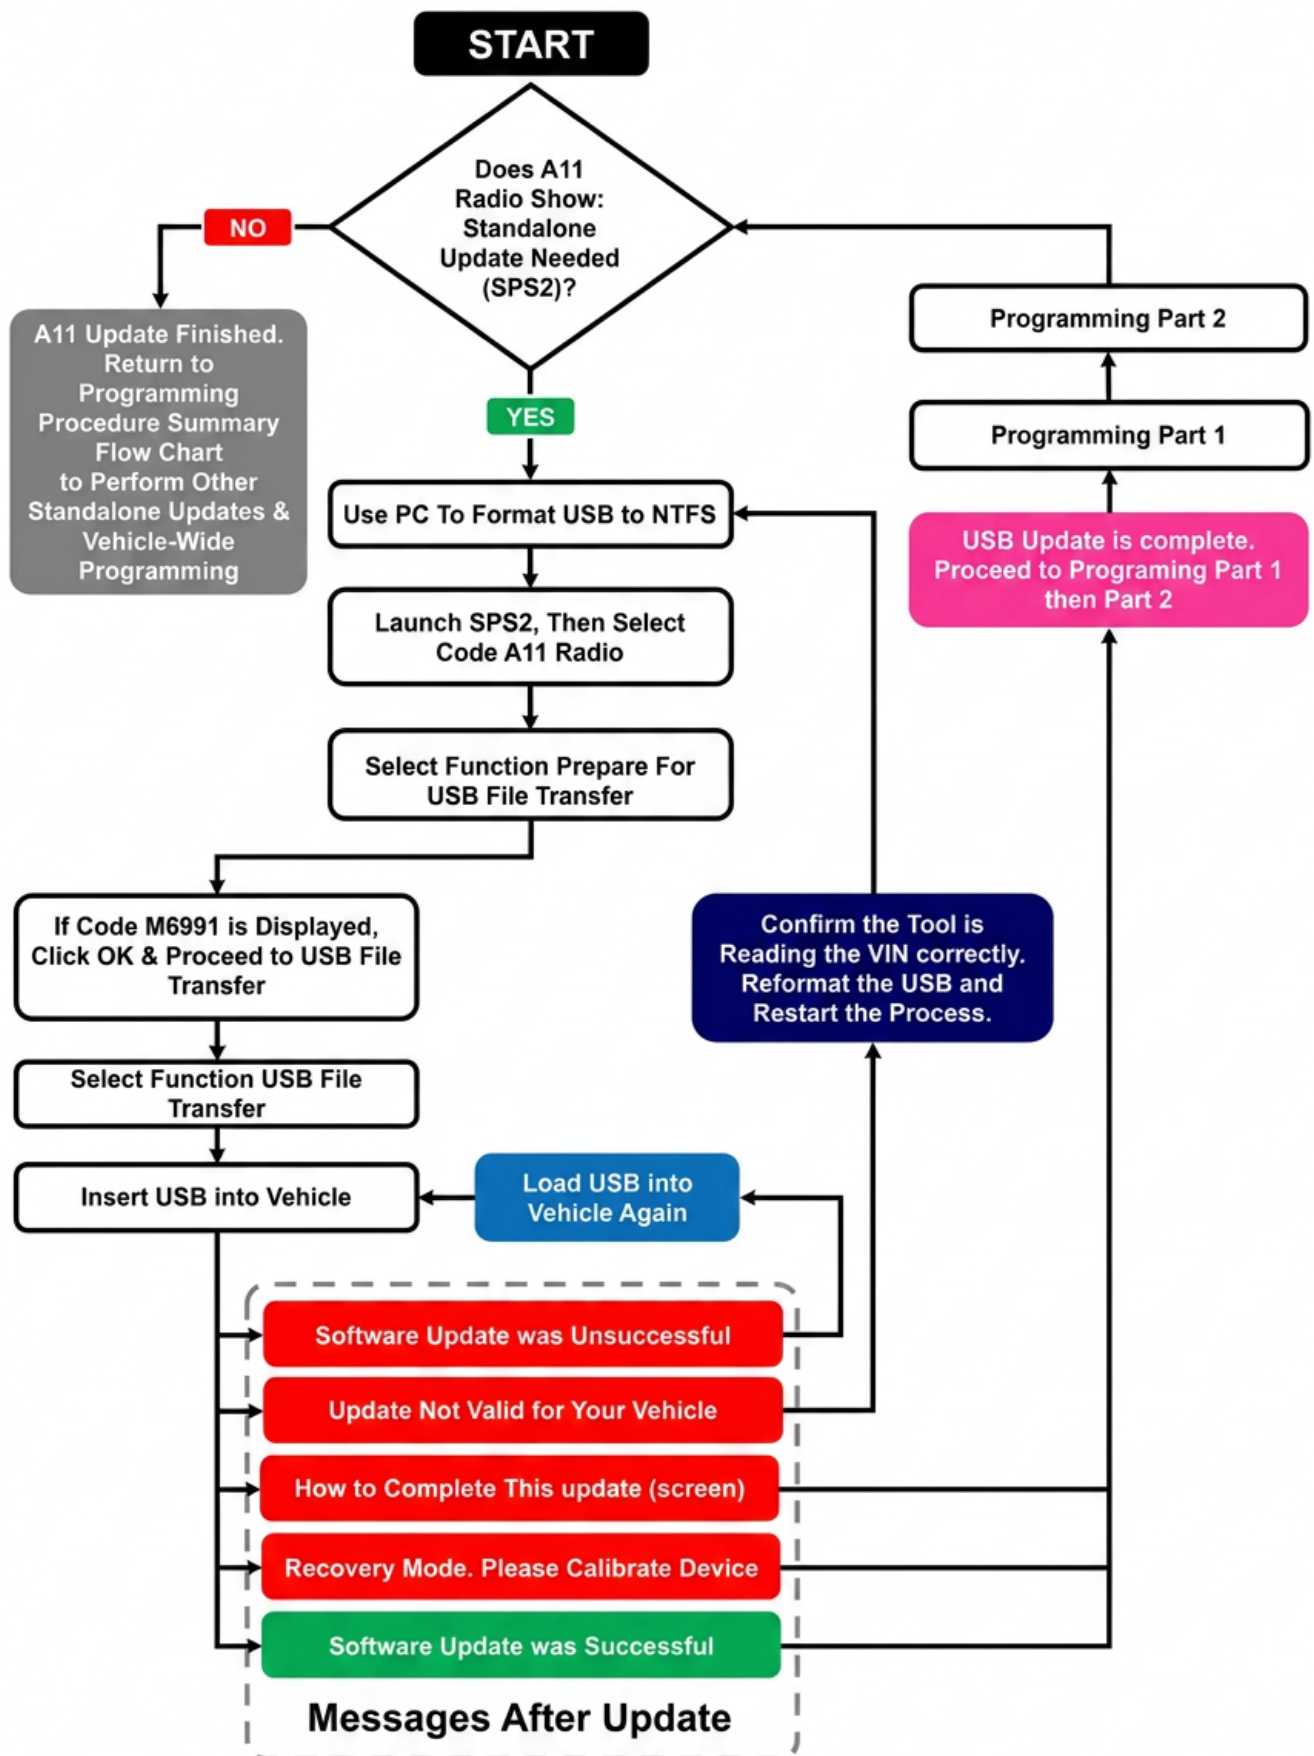 START
Does A11
Radio Show:
Standalone
Update Needed
(SPS2)?
NO
YES
A11 Update Finished.
Return to
Programming
Procedure Summary
Flow Chart
to Perform Other
Standalone Updates &
Vehicle-Wide
Programming
Programming Part 2
Programming Part 1
USB Update is complete.
Proceed to Programing Part 1
then Part 2
Use PC To Format USB to NTFS
Launch SPS2, Then Select
Code A11 Radio
Select Function Prepare For
USB File Transfer
If Code M6991 is Displayed,
Click OK & Proceed to USB File
Transfer
Confirm the Tool is
Reading the VIN correctly.
Reformat the USB and
Restart the Process.
Select Function USB File
Transfer
Insert USB into Vehicle
Load USB into
Vehicle Again
Software Update was Unsuccessful
Update Not Valid for Your Vehicle
How to Complete This update (screen)
Recovery Mode. Please Calibrate Device
Software Update was Successful
Messages After Update